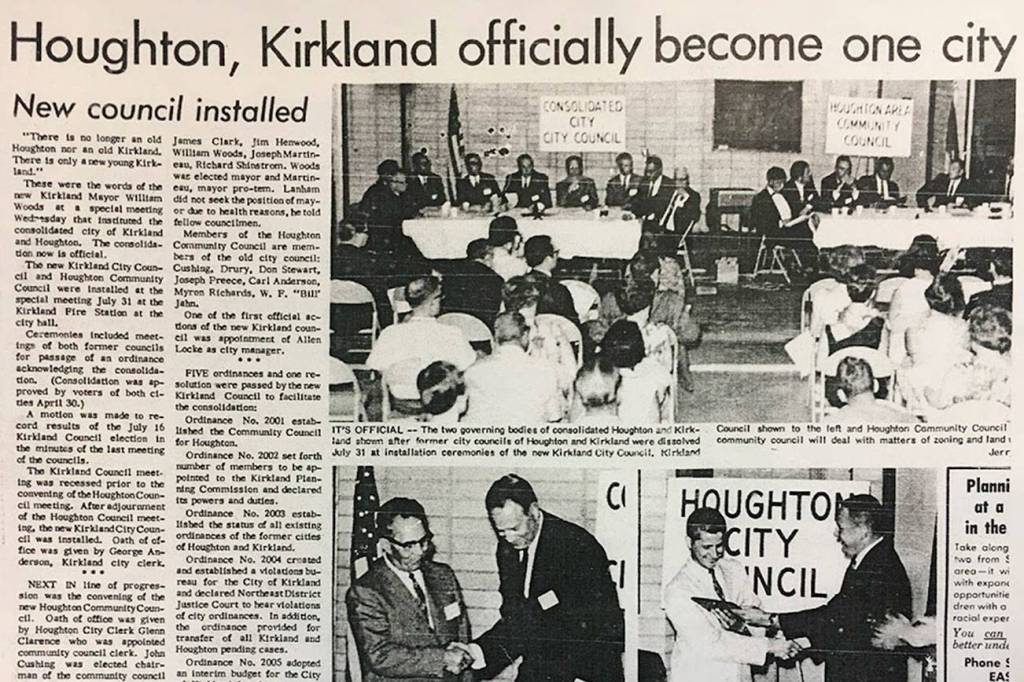 Houghton, Kirkland officially become one city
New council installed
"There is no longer an old
Houghton nor an old Kirkland.
There is only a new young Kirk-
land."
These were the words of the
new Kirkland Mayor William
Woods at a special meeting
Wednesday that instituted the
consolidated city of Kirkland
and Houghton. The consolida-
tion now is official.
The new Kirkland City Coun-
cil and Houghton Community
Council were installed at the
special meeting July 31 at the
Kirkland Fire Station at the
city hall.
Ceremonies included meet-
ings of both former councils
for passage of an ordinance
acknowledging the consolida-
tion. (Consolidation was ap-
proved by voters of both ci-
ties April 30.)
A motion was made to re-
cord results of the July 16
Kirkland Council election in
the minutes of the last meeting
of the councils.
The Kirkland Council meet-
ing was recessed prior to the
convening of the Houghton Coun-
cil meeting. After adjournment
of the Houghton Council meet-
ing, the new Kirkland City Coun-
cil was installed. Oath of of-
fice was given by George An-
derson, Kirkland city clerk.
* * *
NEXT IN line of progres-
sion was the convening of the
new Houghton Community Coun-
cil. Oath of office was given
by Houghton City Clerk Glenn
Clarence who was appointed
community council clerk. John
Cushing was elected chair-
man of the community council
James Clark, Jim Henwood,
William Woods, Joseph Martin-
eau, Richard Shinstrom. Woods
was elected mayor and Martin-
eau, mayor pro-tem. Lanham
did not seek the position of may-
or due to health reasons, he told
fellow councilmen.
Members of the Houghton
Community Council are mem-
bers of the old city council:
Cushing, Drury, Don Stewart,
Joseph Preece, Carl Anderson,
Myron Richards, W. F. "Bill"
Jahn.
One of the first official ac-
tions of the new Kirkland coun-
cil was appointment of Allen
Locke as city manager.
* * *
FIVE ordinances and one re-
solution were passed by the new
Kirkland Council to facilitate
the consolidation:
Ordinance No. 2001 estab-
lished the Community Council
for Houghton.
Ordinance No. 2002 set forth
number of members to be ap-
pointed to the Kirkland Plan-
ning Commission and declared
its powers and duties.
Ordinance No. 2003 estab-
lished the status of all existing
ordinances of the former cities
of Houghton and Kirkland.
Ordinance No. 2004 created
and established a violations bu-
reau for the City of Kirkland
and declared Northeast District
Justice Court to hear violations
of city ordinances. In addition,
the ordinance provided for
transfer of all Kirkland and
Houghton pending cases.
Ordinance No. 2005 adopted
an interim budget for the City
CONSOLIDATED
CITY
CITY COUNCIL
HOUGHTON AREA
COMMUNITY
COUNCIL
IT'S OFFICIAL -- The two governing bodies of consolidated Houghton and Kirk-
land shown after former city councils of Houghton and Kirkland were dissolved
July 31 at installation ceremonies of the new Kirkland City Council. Kirkland
Council shown to the left and Houghton Community Council
community council will deal with matters of zoning and land
Jerr
HOUGHTON
CITY
NCIL
Planni
at a
in the
Take along
two from S
area—it wi
with expand
opportunitie
dren with a
racial exper
You can
better unde
Phone S
EAS